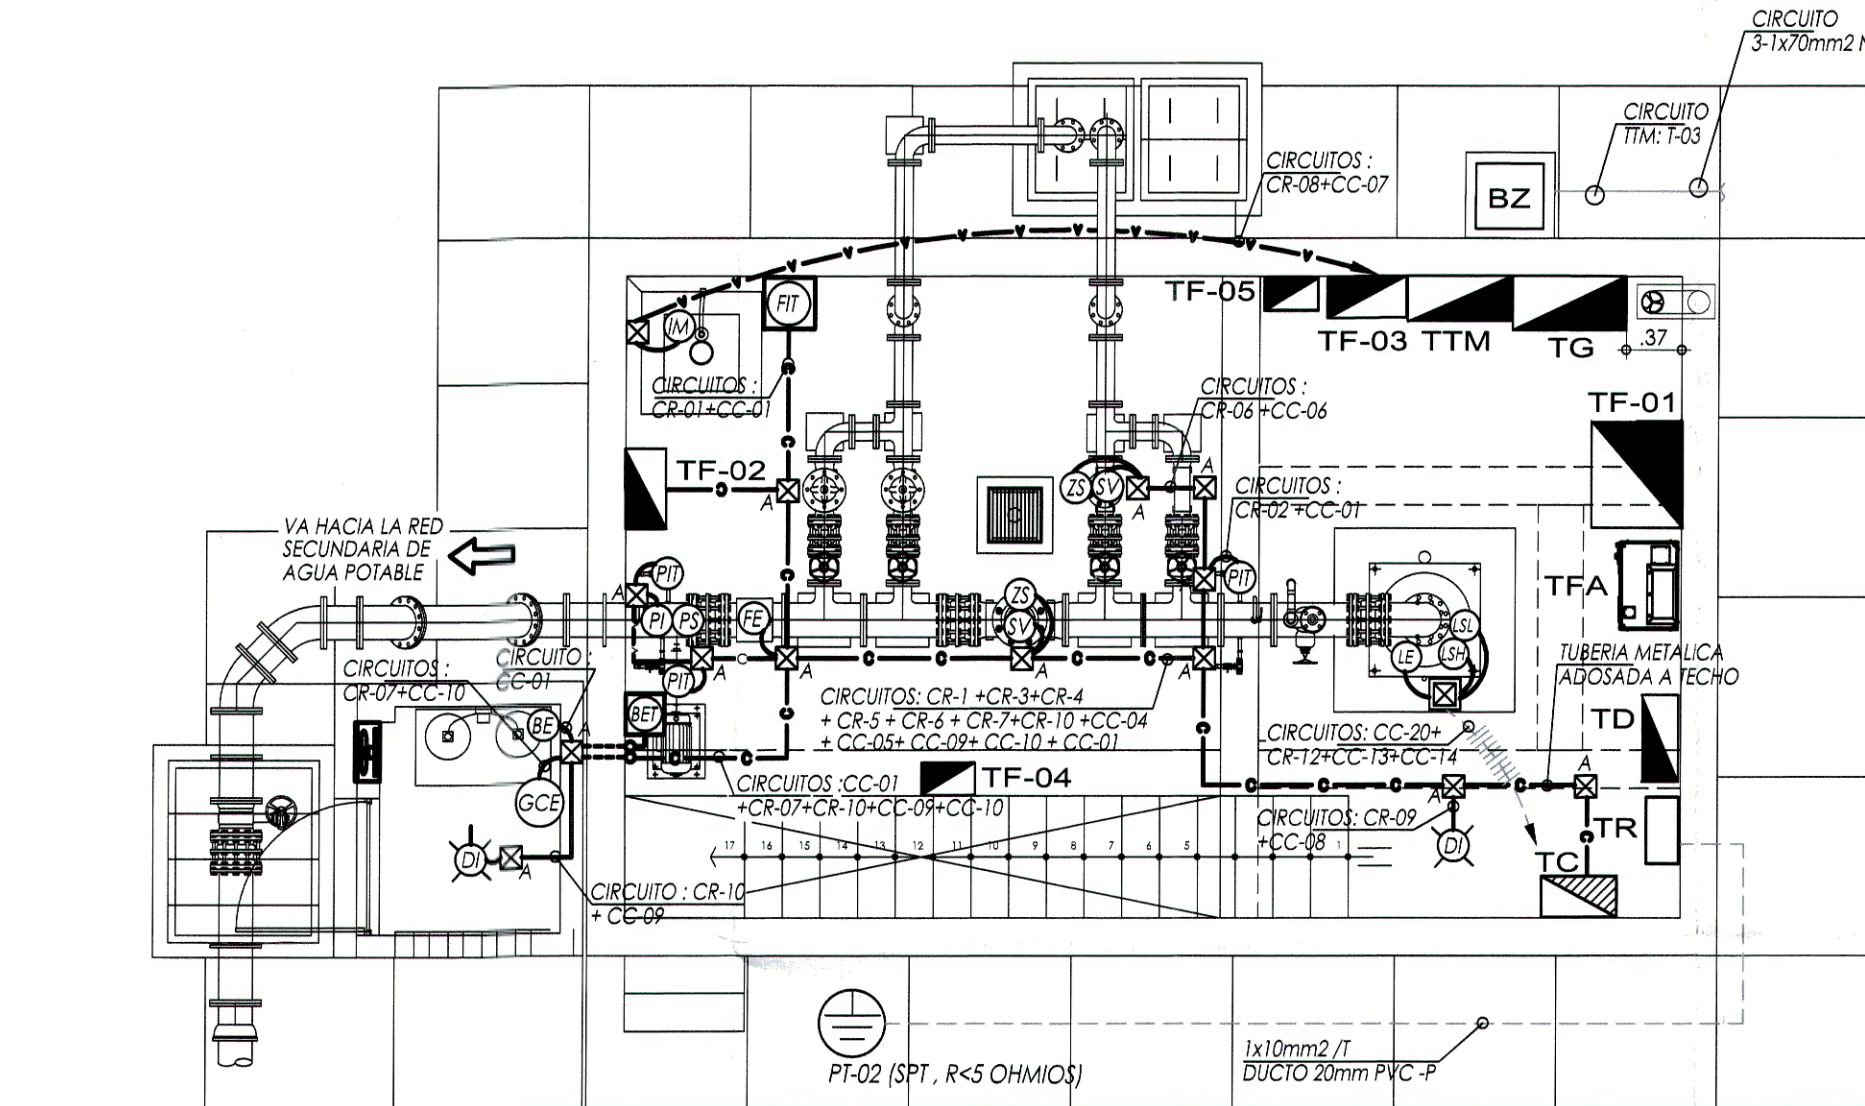 CIRCUITO
3-1x70mm2
CIRCUITO
TTM: T-03
CIRCUITOS :
CR-08+CC-07
BZ
TF-05
TF-03
TTM
TG
.37
FIT
IM
CIRCUITOS :
CR-01+CC-01
CIRCUITOS :
CR-06 +CC-06
TF-01
TF-02
A
ZS
SV
A
A
CIRCUITOS :
CR-02 +CC-01
VA HACIA LA RED
SECUNDARIA DE
AGUA POTABLE
PIT
A
PI
PS
FE
ZS
SV
PIT
TFA
LSL
LSH
LE
A
A
A
A
PIT
CIRCUITOS :
CR-07+CC-10
CIRCUITO :
CC-01
TUBERIA METALICA
ADOSADA A TECHO
CIRCUITOS: CR-1 +CR-3+CR-4
+ CR-5 + CR-6 + CR-7+CR-10 +CC-04
+ CC-05+ CC-09+ CC-10 + CC-01
BET
BE
A
TD
CIRCUITOS: CC-20+
CR-12+CC-13+CC-14
TF-04
CIRCUITOS :CC-01
+CR-07+CR-10+CC-09+CC-10
GCE
A
A
CIRCUITOS: CR-09
+CC-08
TR
17 16 15 14 13 12 11 10 9 8 7 6 5 1
DI
A
DI
TC
CIRCUITO : CR-10
+ CC-09
PT-02 (SPT , R<5 OHMIOS)
1x10mm2 /T
DUCTO 20mm PVC -P